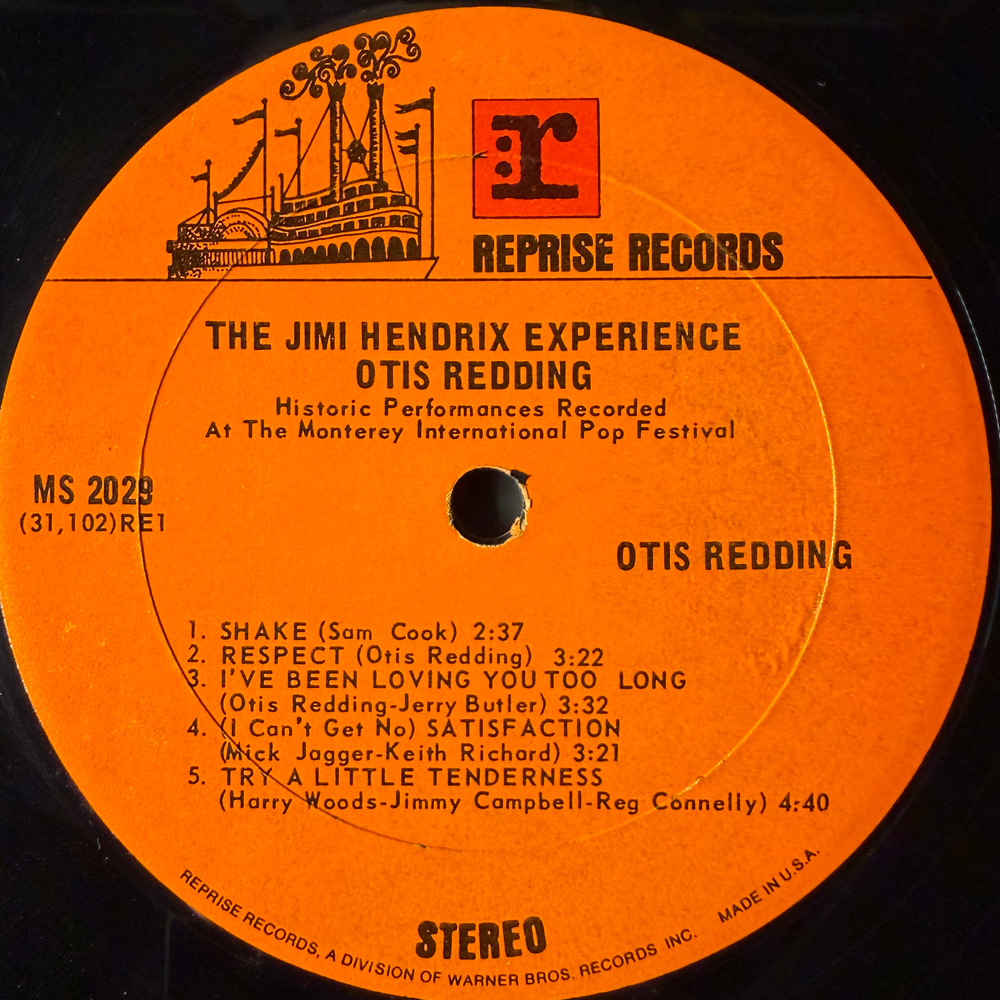 r
REPRISE RECORDS
THE JIMI HENDRIX EXPERIENCE
OTIS REDDING
Historic Performances Recorded
At The Monterey International Pop Festival
MS 2029
(31,102)RE1
OTIS REDDING
1. SHAKE (Sam Cook) 2:37
2. RESPECT (Otis Redding) 3:22
3. I'VE BEEN LOVING YOU TOO LONG
(Otis Redding-Jerry Butler) 3:32
4. (I Can't Get No) SATISFACTION
(Mick Jagger-Keith Richard) 3:21
5. TRY A LITTLE TENDERNESS
(Harry Woods-Jimmy Campbell-Reg Connelly) 4:40
STEREO
REPRISE RECORDS, A DIVISION OF WARNER BROS. RECORDS INC.
MADE IN U.S.A.